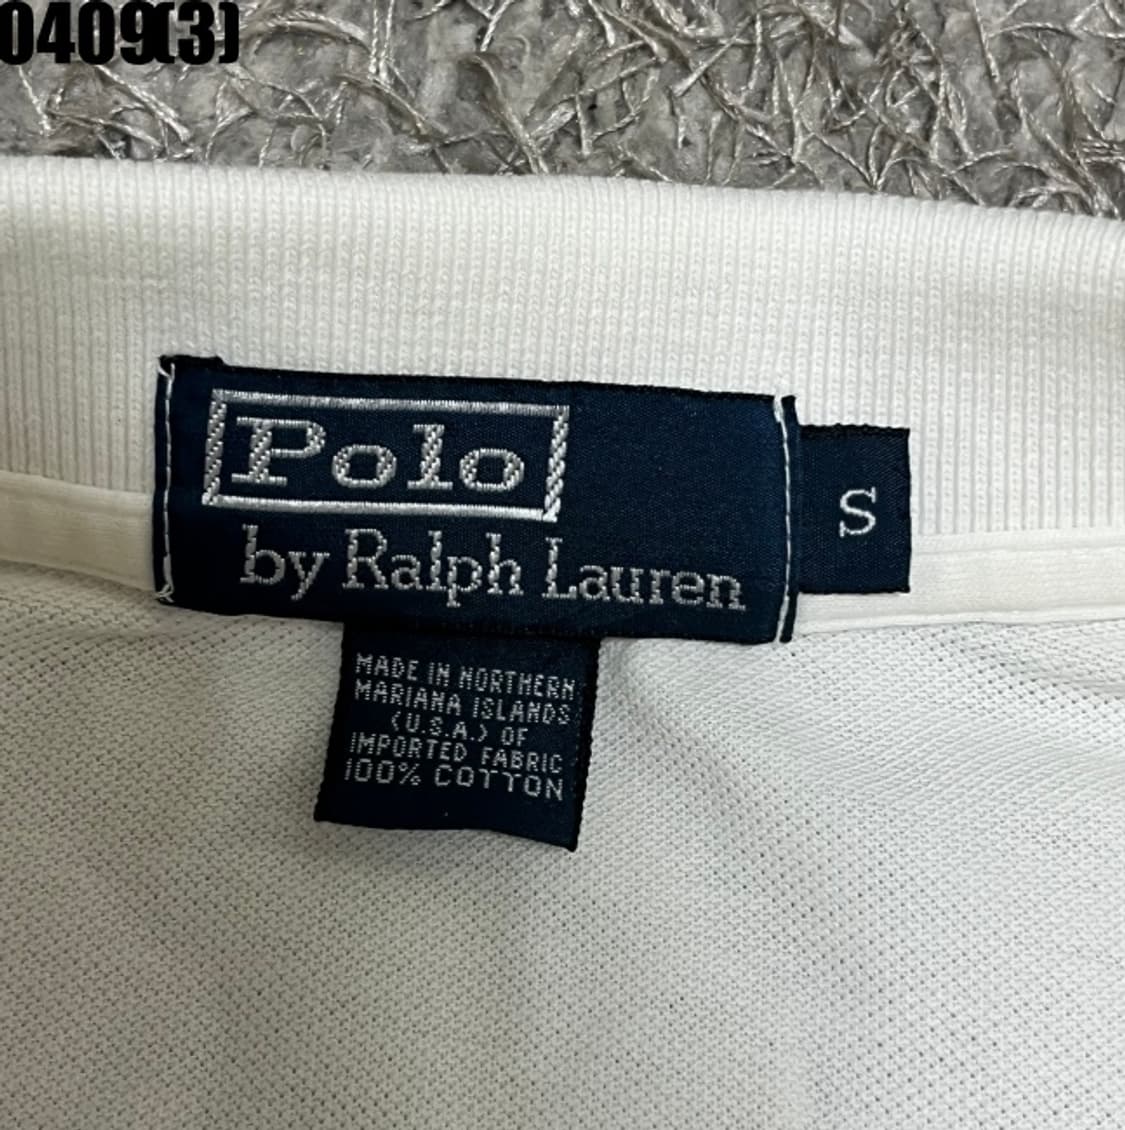 0409(3)
Polo
by Ralph Lauren
S
MADE IN NORTHERN
MARIANA ISLANDS
(U.S.A.) OF
IMPORTED FABRIC
100% COTTON